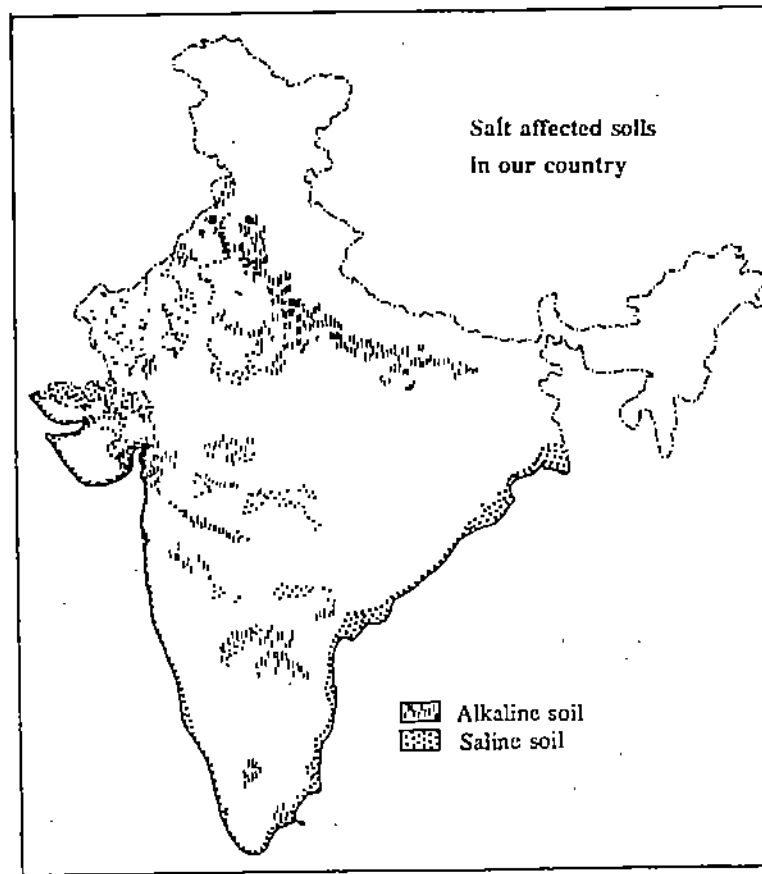 Salt affected soils
in our country
Alkaline soil
Saline soil